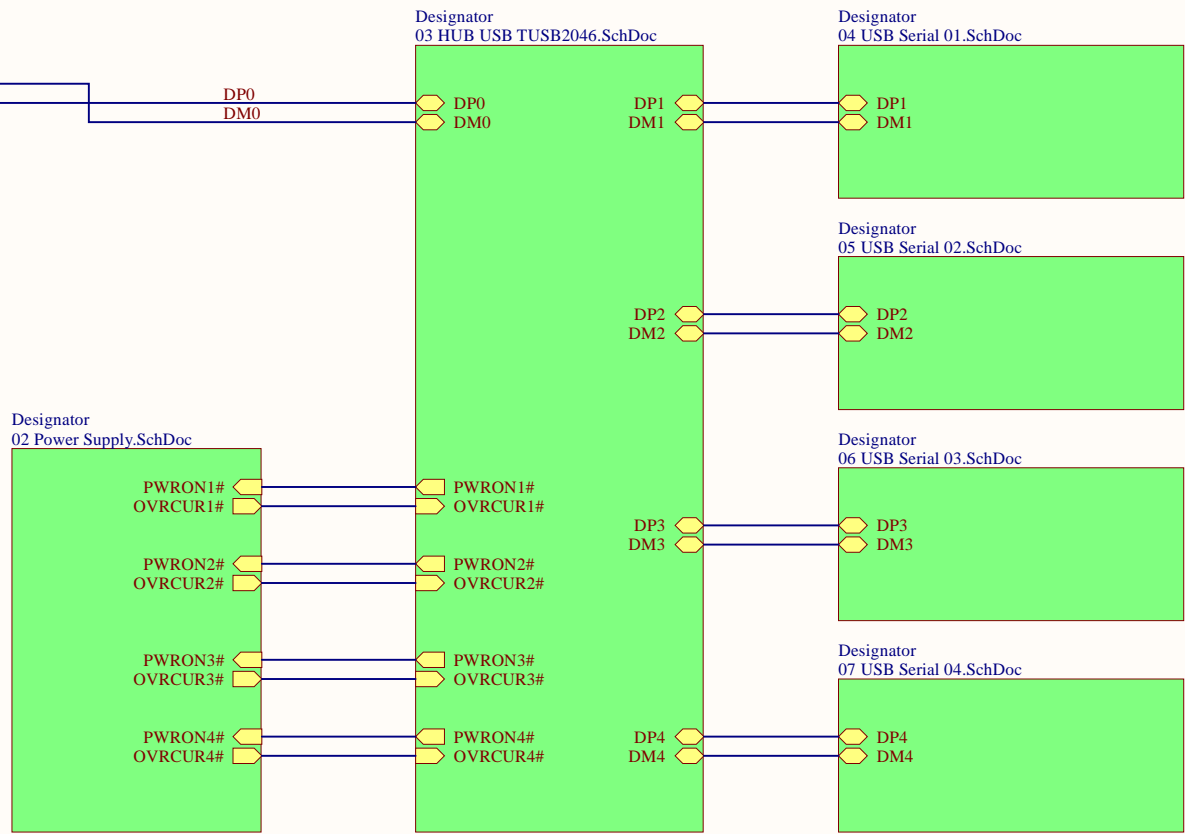 Designator
03 HUB USB TUSB2046.SchDoc
DP0
DM0
DP0
DM0
DP1
DM1
DP2
DM2
DP3
DM3
DP4
DM4
PWRON1#
OVRCUR1#
PWRON2#
OVRCUR2#
PWRON3#
OVRCUR3#
PWRON4#
OVRCUR4#
Designator
04 USB Serial 01.SchDoc
DP1
DM1
Designator
05 USB Serial 02.SchDoc
DP2
DM2
Designator
06 USB Serial 03.SchDoc
DP3
DM3
Designator
07 USB Serial 04.SchDoc
DP4
DM4
Designator
02 Power Supply.SchDoc
PWRON1#
OVRCUR1#
PWRON2#
OVRCUR2#
PWRON3#
OVRCUR3#
PWRON4#
OVRCUR4#